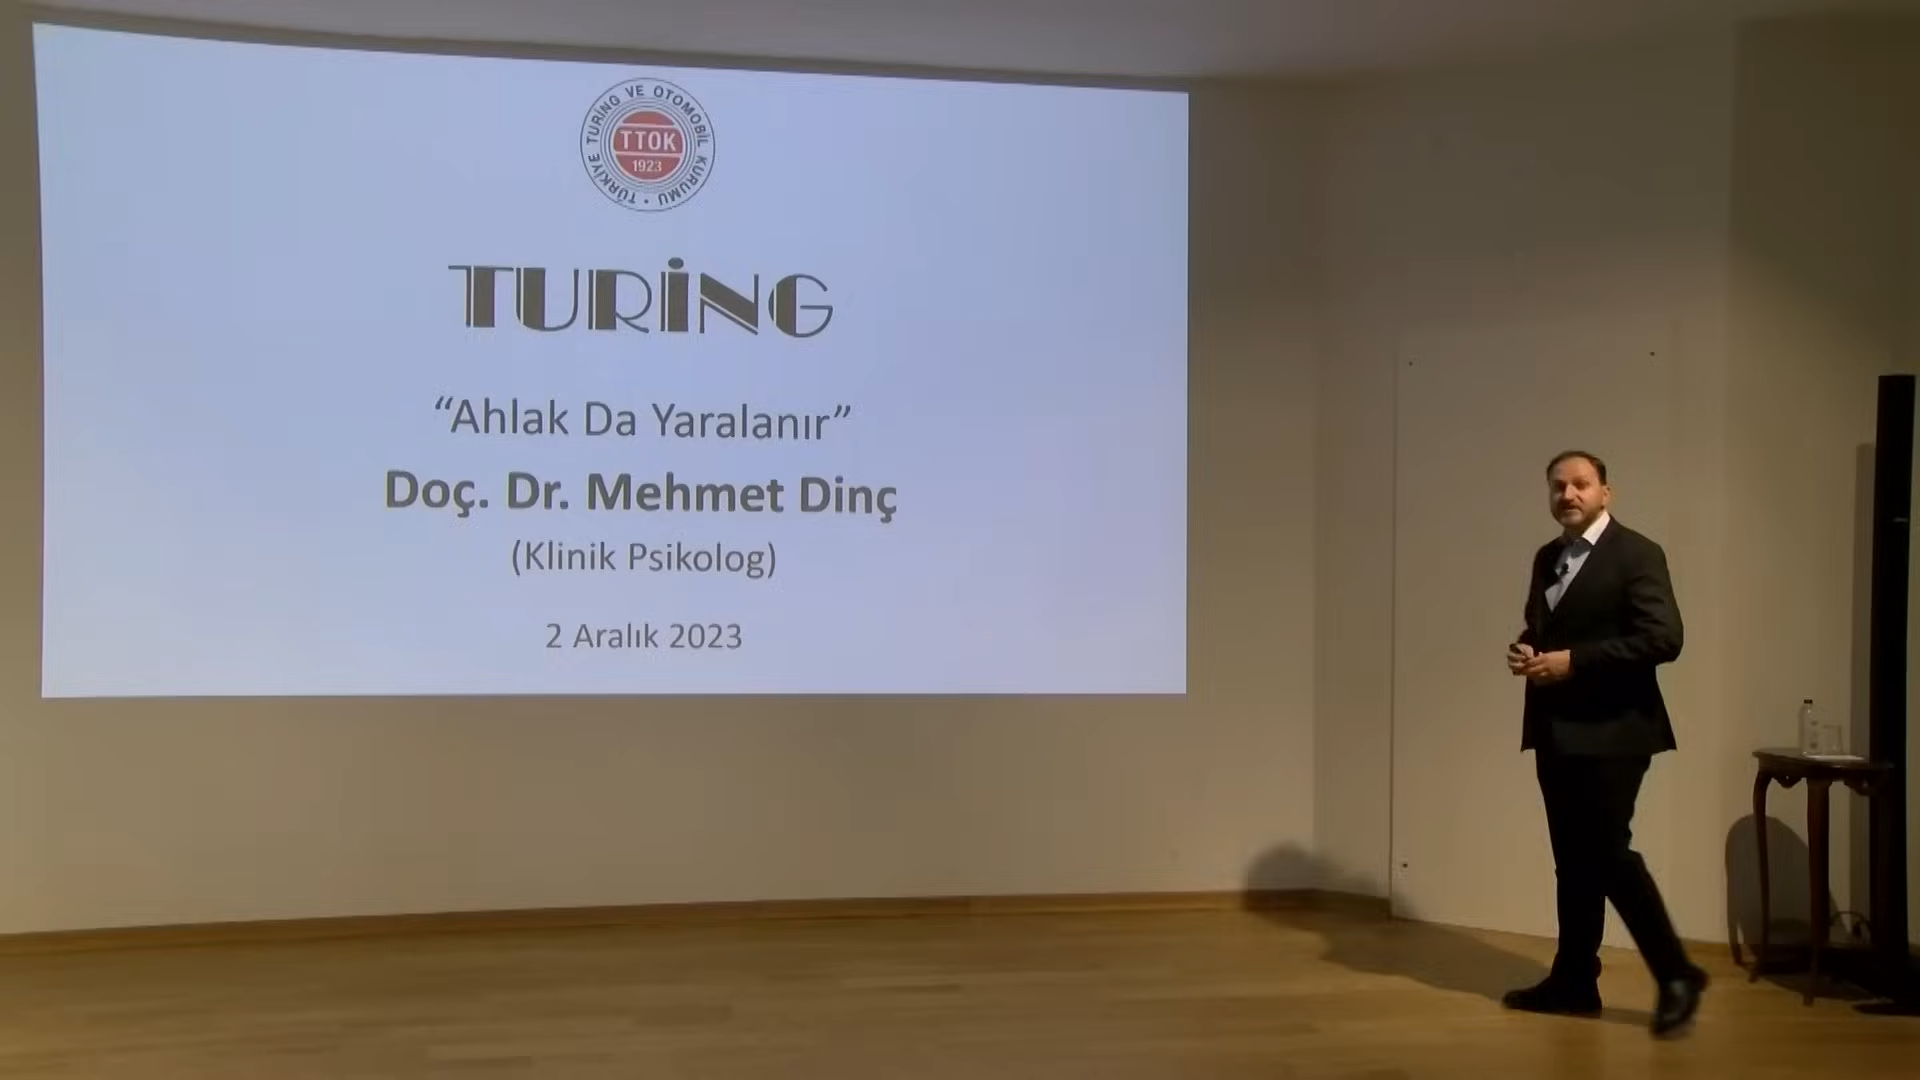 TÜRKİYE TURİNG VE OTOMOBİL KURUMU
TTOK
1923
TURİNG
“Ahlak Da Yaralanır”
Doç. Dr. Mehmet Dinç
(Klinik Psikolog)
2 Aralık 2023